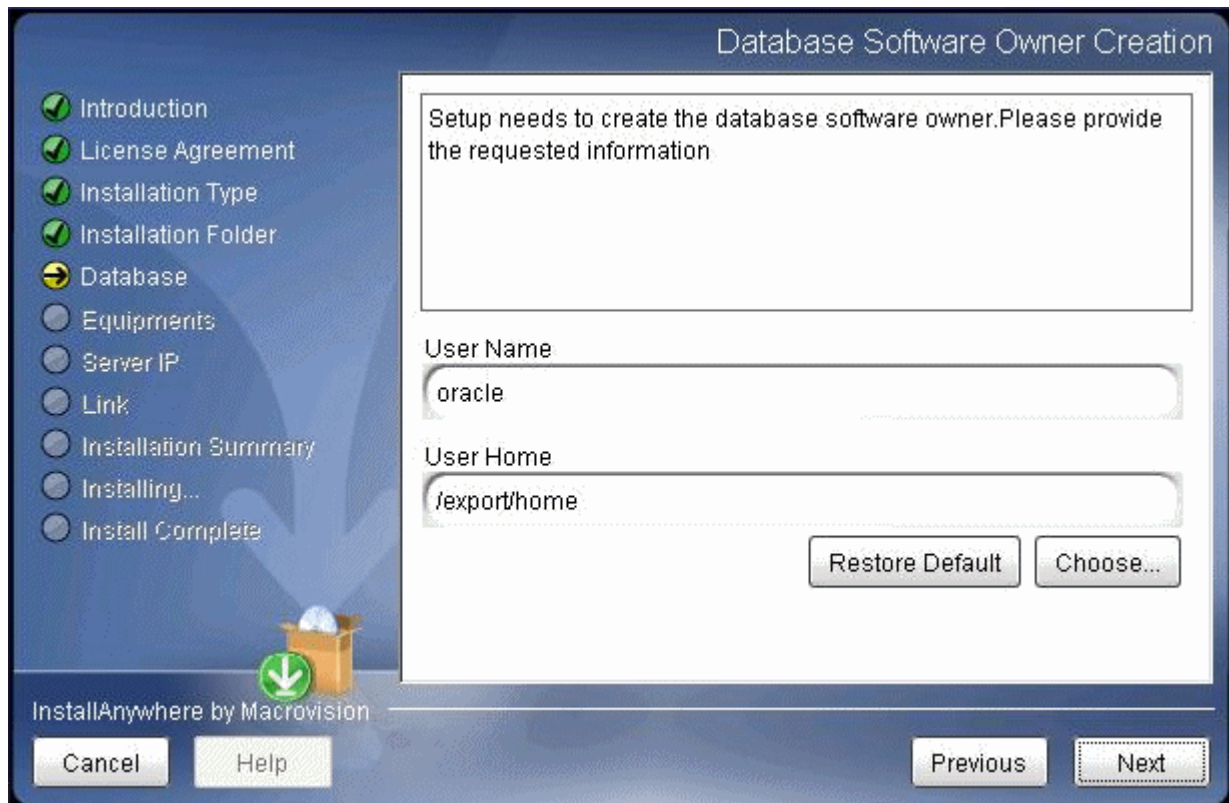 Database Software Owner Creation
Introduction
License Agreement
Installation Type
Installation Folder
Database
Equipments
Server IP
Link
Installation Summary
Installing...
Install Complete
Setup needs to create the database software owner.Please provide
the requested information
User Name
oracle
User Home
/export/home
Restore Default
Choose...
InstallAnywhere by Macrovision
Cancel
Help
Previous
Next